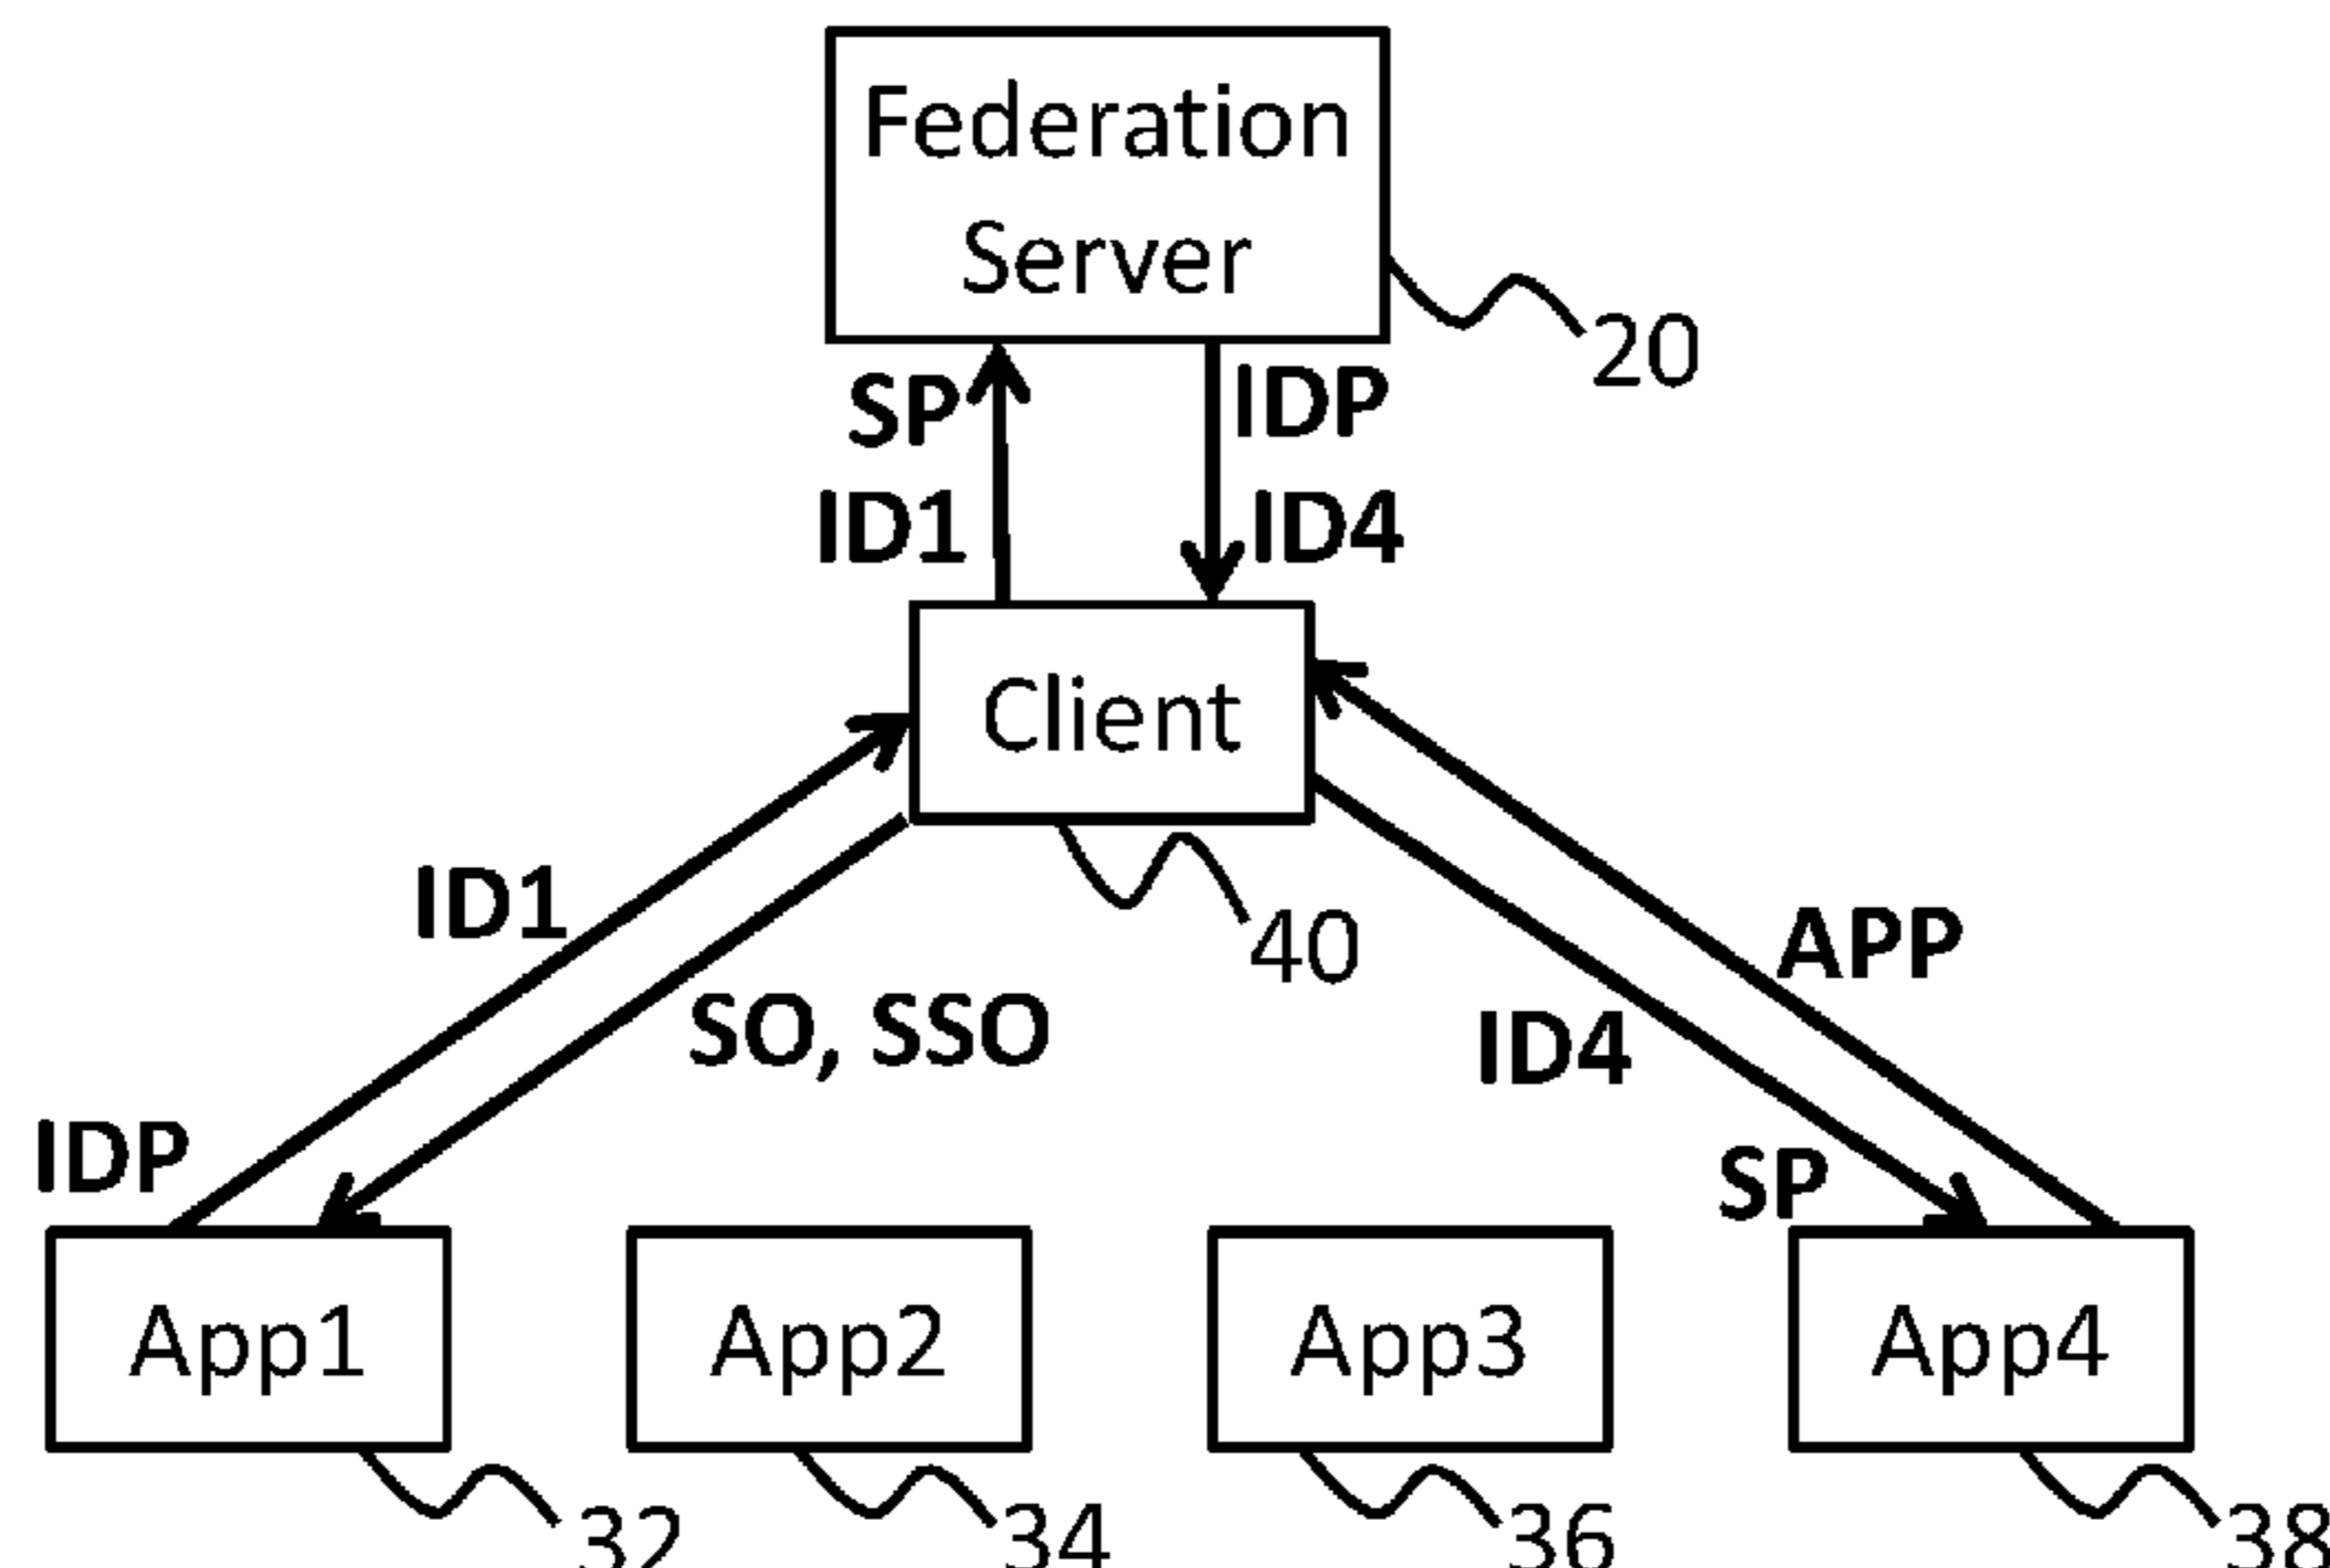 Federation
Server
20
SP
IDP
ID1
ID4
Client
40
ID1
APP
SO, SSO
ID4
IDP
SP
App1
App2
App3
App4
32
34
36
38